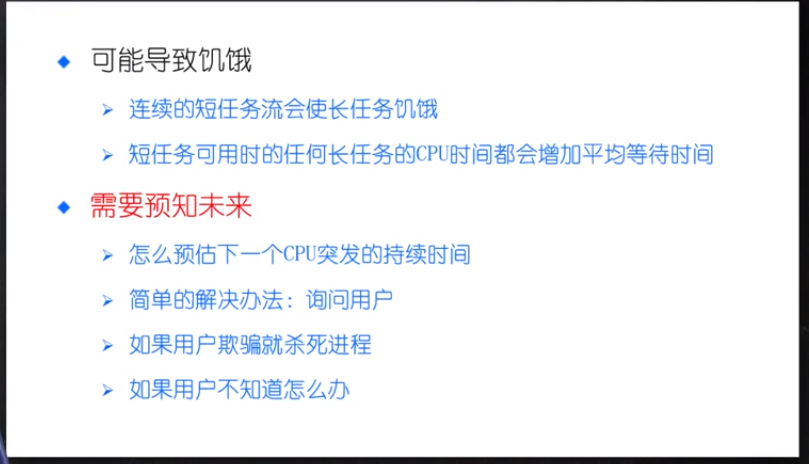 可能导致饥饿
连续的短任务流会使长任务饥饿
短任务可用时的任何长任务的CPU时间都会增加平均等待时间
需要预知未来
怎么预估下一个CPU突发的持续时间
简单的解决办法：询问用户
如果用户欺骗就杀死进程
如果用户不知道怎么办